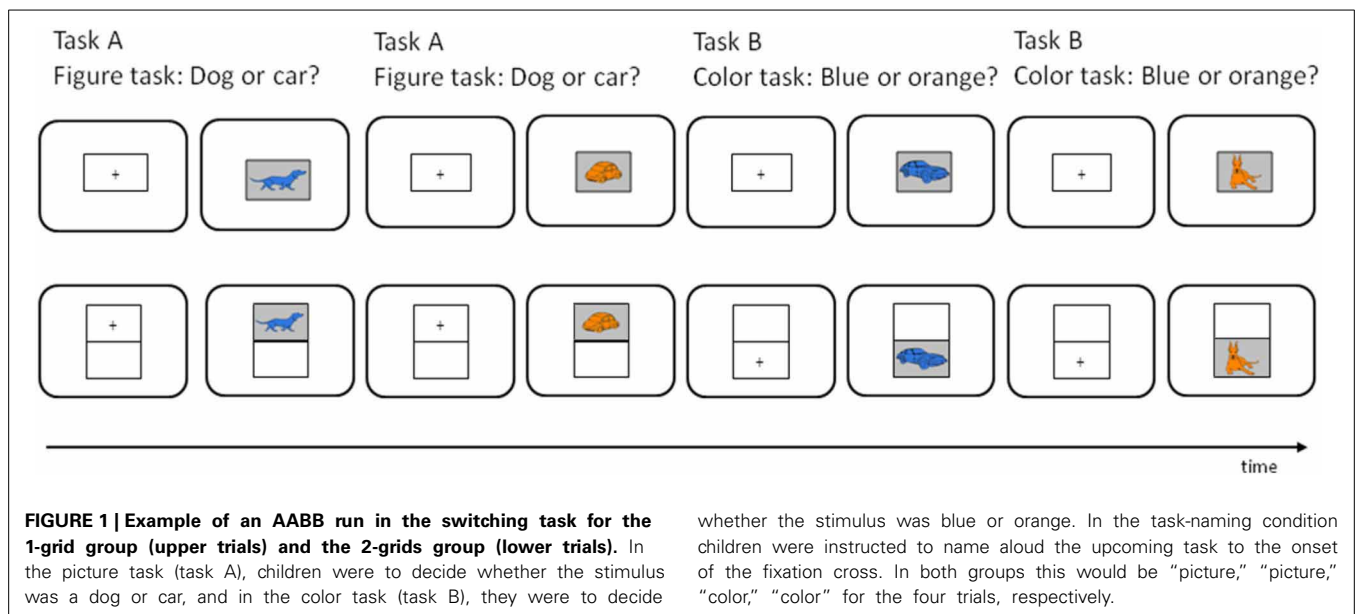 Task A
Figure task: Dog or car?
Task A
Figure task: Dog or car?
Task B
Color task: Blue or orange?
Task B
Color task: Blue or orange?
+
+
+
+
+
+
+
+
time
FIGURE 1 | Example of an AABB run in the switching task for the
1-grid group (upper trials) and the 2-grids group (lower trials). In
the picture task (task A), children were to decide whether the stimulus
was a dog or car, and in the color task (task B), they were to decide
whether the stimulus was blue or orange. In the task-naming condition
children were instructed to name aloud the upcoming task to the onset
of the fixation cross. In both groups this would be “picture,” “picture,”
“color,” “color” for the four trials, respectively.